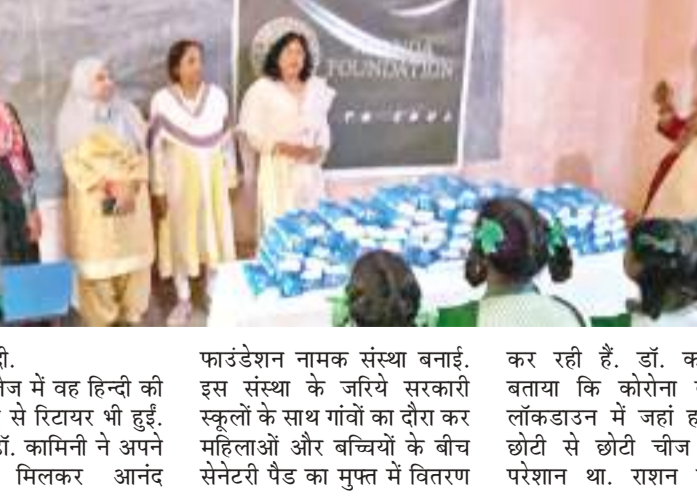 FOUNDATION
दी.
में वह हिन्दी की
से रिटायर भी हुईं.
डॉ. कामिनी ने अपने
मिलकर आनंद
फाउंडेशन नामक संस्था बनाई.
इस संस्था के जरिये सरकारी
स्कूलों के साथ गांवों का दौरा कर
महिलाओं और बच्चियों के बीच
सेनेटरी पैड का मुफ्त में वितरण
कर रही हैं. डॉ.
बताया कि कोरोना
लॉकडाउन में जहां
छोटी से छोटी चीज
परेशान था. राशन